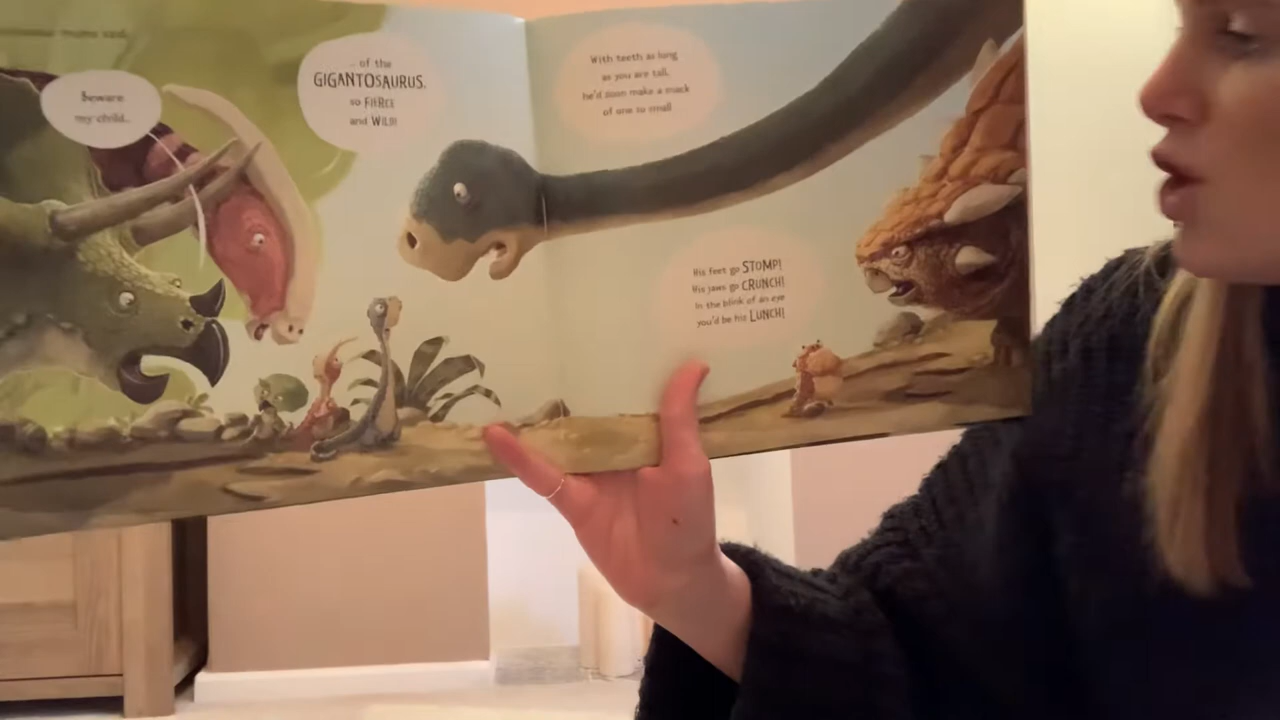 mums said,
Beware
my child..
.. of the
GIGANTOSAURUS,
so FIERCE
and WILD!
With teeth as long
as you are tall,
he'd soon make a snack
of one so small
His feet go STOMP!
His jaws go CRUNCH!
In the blink of an eye
you'd be his LUNCH!